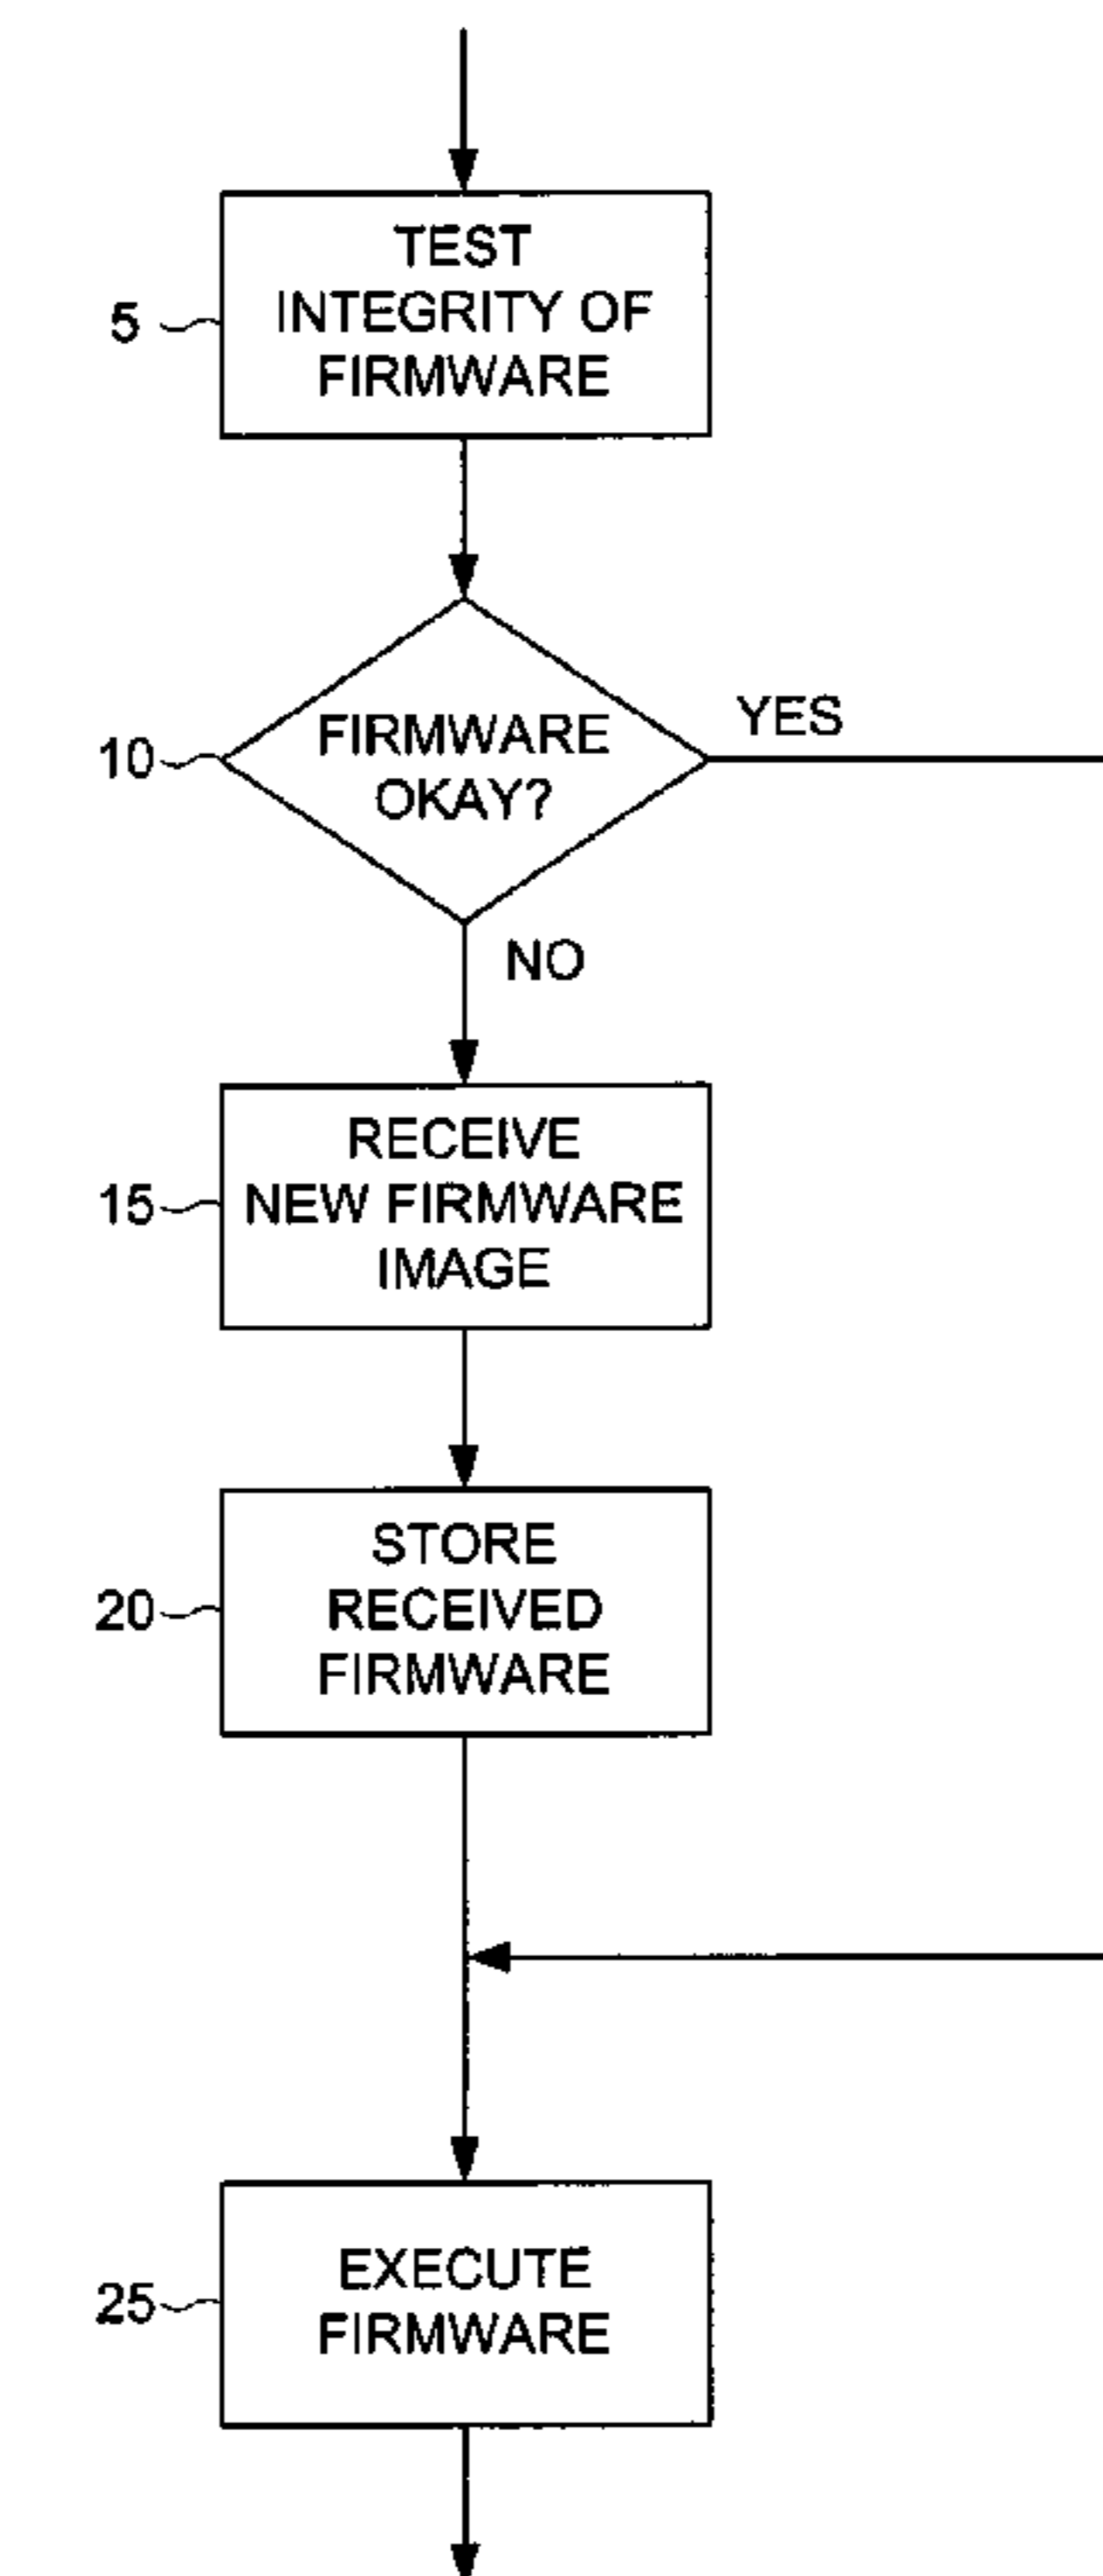 TEST
INTEGRITY OF
FIRMWARE
5
FIRMWARE
OKAY?
10
YES
NO
RECEIVE
NEW FIRMWARE
IMAGE
15
STORE
RECEIVED
FIRMWARE
20
EXECUTE
FIRMWARE
25